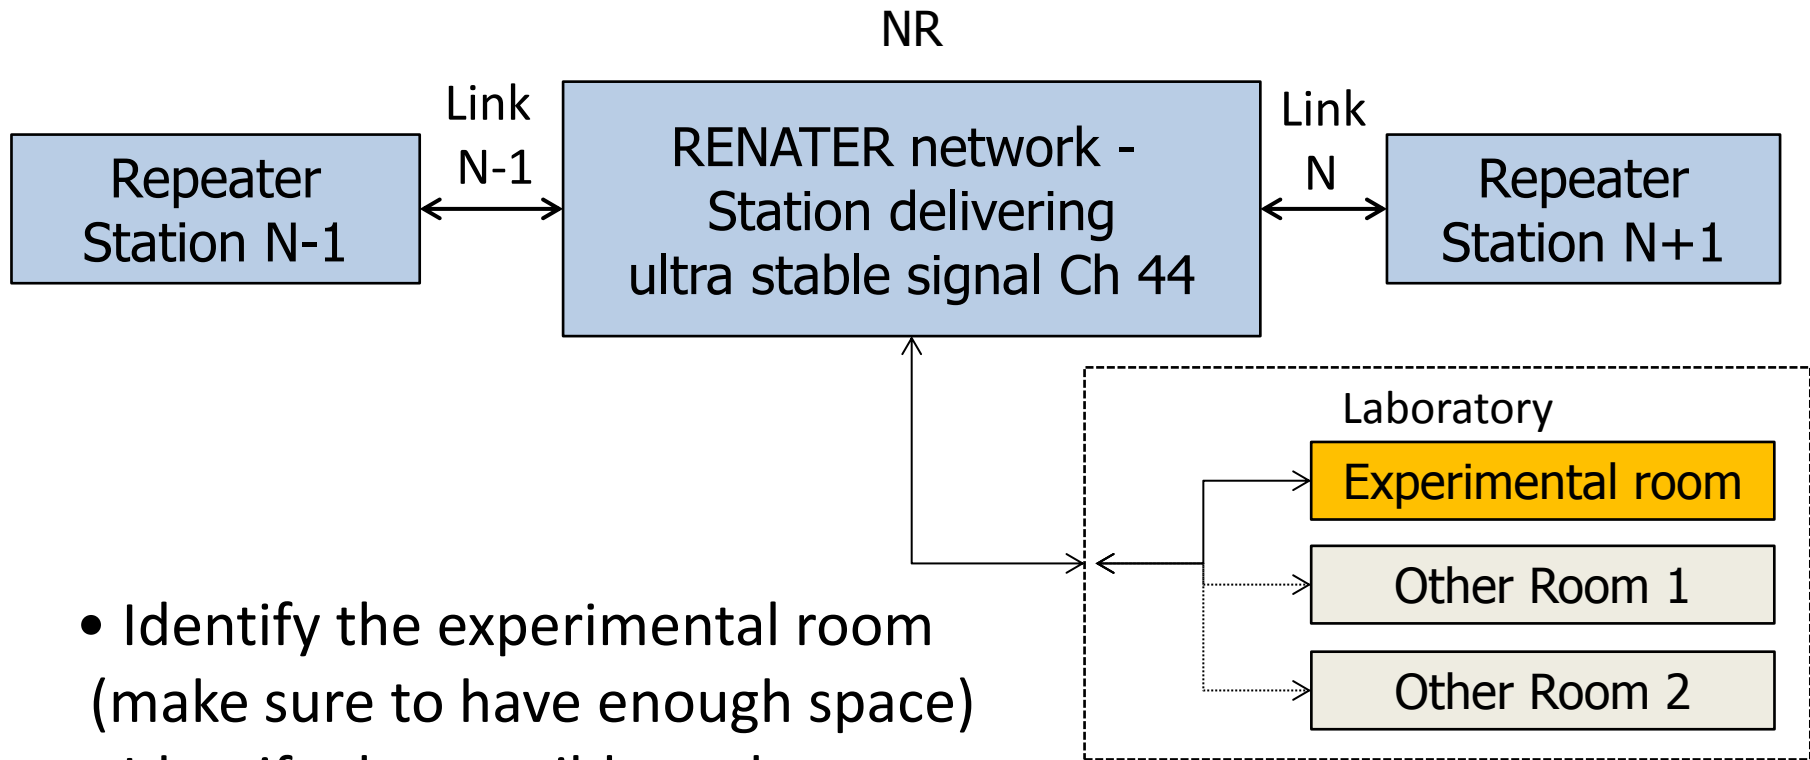 NR
Repeater
Station N-1
Link
N-1
RENATER network -
Station delivering
ultra stable signal Ch 44
Link
N
Repeater
Station N+1
Laboratory
Experimental room
Other Room 1
Other Room 2
• Identify the experimental room
(make sure to have enough space)